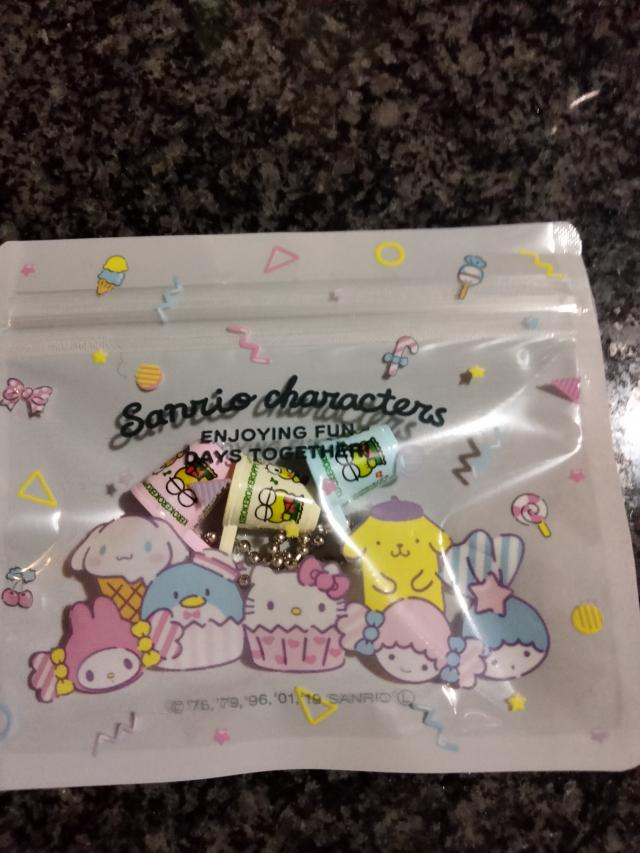 Sanrio characters
ENJOYING FUN
DAYS TOGETHER!
© '76, '79, '96, '01, '19 SANRIO Ⓛ